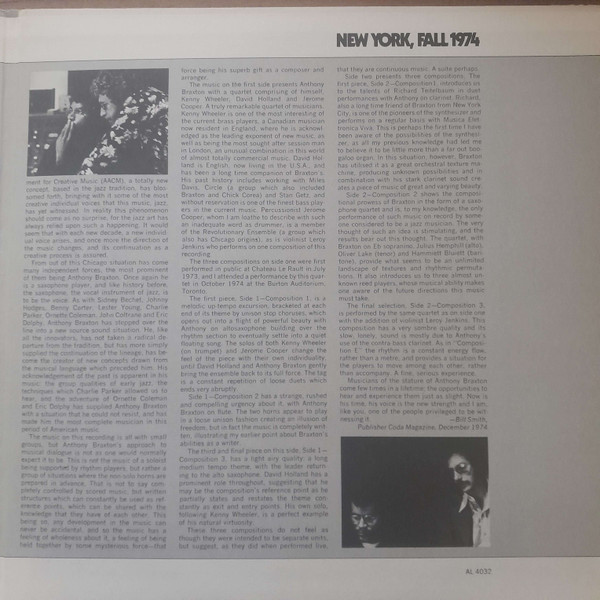 NEW YORK, FALL 1974
ment for Creative Music (AACM), a totally new
concept, based in the jazz tradition, has blos-
somed forth, bringing with it some of the most
creative individual voices that this music, jazz,
has yet witnessed. In reality this phenomenon
should come as no surprise, for the jazz art has
always relied upon such a happening. It would
seem that with each new decade, a new individ-
ual voice arises, and once more the direction of
the music changes, and its continuation as a
creative process is assured.
From out of this Chicago situation has come
many independent forces, the most prominent
of them being Anthony Braxton. Once again he
is a saxophone player, and like history before,
the saxophone, the vocal instrument of jazz, is
to be the voice. As with Sidney Bechet, Johnny
Hodges, Benny Carter, Lester Young, Charlie
Parker, Ornette Coleman, John Coltrane and Eric
Dolphy, Anthony Braxton has stepped over the
line into a new source sound situation. He, like
all the innovators, has not taken a radical de-
parture from the tradition, but has more simply
supplied the continuation of the lineage, has be-
come the creator of new concepts drawn from
the musical language which preceded him. His
acknowledgement of the past is apparent in his
music, the group qualities of early jazz, the
techniques which Charlie Parker allowed us to
hear, and the adventure of Ornette Coleman
and Eric Dolphy has supplied Anthony Braxton
with a situation that he could not resist, and has
made him the most complete musician in this
period of American music.
The music on this recording is all with small
groups, but Anthony Braxton's approach to
musical dialogue is not as one would normally
expect it to be. This is not the music of a soloist
being supported by rhythm players, but rather a
group of situations where the non-solo forms are
prepared in advance. That is not to say com-
pletely controlled by scored music, but written
structures which can constantly be used as ref-
erence points, which can be shared with the
knowledge that they have of each other. This
being so, any development in the music can
never be accidental, and so the music has a
feeling of wholeness about it, a feeling of being
held together by some mysterious force—that
force being his superb gift as a composer and
arranger.
The music on the first side presents Anthony
Braxton with a quartet comprising of himself,
Kenny Wheeler, David Holland and Jerome
Cooper. A truly remarkable quartet of musicians.
Kenny Wheeler is one of the most interesting of
the current brass players, a Canadian musician
now resident in England, where he is acknowl-
edged as the leading exponent of new music, as
well as being the most sought after session man
in London, an unusual combination in this world
of almost totally commercial music. David Hol-
land is English, now living in the U.S.A., and
has been a long time companion of Braxton's.
His past history includes working with Miles
Davis, Circle (a group which also included
Braxton and Chick Corea) and Stan Getz, and
without reservation is one of the finest bass play-
ers in the current music. Percussionist Jerome
Cooper, whom I am loathe to describe with such
an inadequate word as drummer, is a member
of the Revolutionary Ensemble (a group which
also has Chicago origins), as is violinist Leroy
Jenkins who performs on one composition of this
recording.
The three compositions on side one were first
performed in public at Chateau Le Rault in July
1973, and I attended a performance by this quar-
tet in October 1974 at the Burton Auditorium,
Toronto.
The first piece, Side 1—Composition 1, is a
melodic up tempo excursion, bracketed at each
end of its theme by unison stop choruses, which
opens out into a flight of powerful beauty with
Anthony on alto saxophone building over the
rhythm section to eventually settle into a quiet
floating song. The solos of both Kenny Wheeler
(on trumpet) and Jerome Cooper change the
feel of the piece with their own individuality,
until David Holland and Anthony Braxton gently
bring the ensemble back to its full force. The tag
is a constant repetition of loose duets which
ends very abruptly.
Side 1—Composition 2 has a strange, rushed
and compelling urgency about it, with Anthony
Braxton on flute. The two horns appear to play
in a loose unison fashion creating an illusion of
freedom, but in fact the music is completely writ-
ten, illustrating my earlier point about Braxton's
abilities as a writer.
The third and final piece on this side, Side 1—
Composition 3, has a light airy quality, a long
medium tempo theme, with the leader return-
ing to the alto saxophone. David Holland has a
prominent role throughout, suggesting that he
may be the composition's reference point as he
partially states and restates the theme con-
stantly as exit and entry points. His own solo,
following Kenny Wheeler, is a perfect example
of his natural virtuosity.
These three compositions do not feel as
though they were intended to be separate units,
but suggest, as they did when performed live,
that they are continuous music. A suite perhaps.
Side two presents three compositions. The
first piece, Side 2—Composition 1, introduces us
to the talents of Richard Teitelbaum in duet
performances with Anthony on clarinet. Richard,
also a long time friend of Braxton from New York
City, is one of the pioneers of the synthesizer and
performs on a regular basis with Musica Elet-
tronica Viva. This is perhaps the first time I have
been aware of the possibilities of the synthesi-
zer, as all my previous knowledge had led me
to believe it to be little more than a far out bon-
goloo organ. In this situation, however, Braxton
has utilised it as a great orchestral texture ma-
chine, producing unknown possibilities and in
combination with his stark clarinet sound cre-
ates a piece of music of great and varying beauty.
Side 2—Composition 2 shows the composi-
tional powers of Braxton in the form of a saxo-
phone quartet and is, to my knowledge, the only
performance of such music on record by some-
one considered to be a jazz musician. The very
thought of such an idea is stimulating, and the
results bear out this thought. The quartet, with
Braxton on Eb sopranino, Julius Hemphill (alto),
Oliver Lake (tenor) and Hammiett Bluiett (bari-
tone), provide what seems to be an unlimited
landscape of textures and rhythmic permuta-
tions. It also introduces us to three almost un-
known reed players, whose musical ability makes
one aware of the future directions this music
must take.
The final selection, Side 2—Composition 3,
is performed by the same quartet as on side one
with the addition of violinist Leroy Jenkins. This
composition has a very sombre quality and its
slow, lonely, sound is mostly due to Anthony's
use of the contra bass clarinet. As in "Composi-
tion E" the rhythm is a constant energy flow,
rather than a metre, and provides a situation for
the players to move among each other, rather
than accompany. A fine, serious experience.
Musicians of the stature of Anthony Braxton
come few times in a lifetime; the opportunities to
hear and experience them just as slight. Now is
his time, his voice is the new strength and I am,
like you, one of the people privileged to be wit-
nessing it.
—Bill Smith,
Publisher Coda Magazine, December 1974
AL 4032